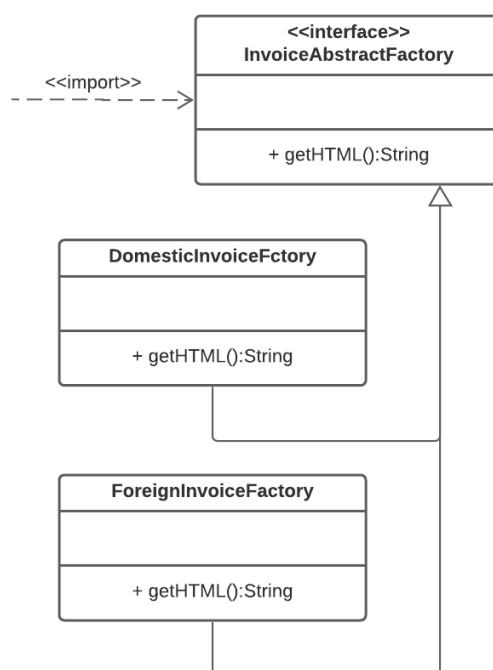 <<interface>>
InvoiceAbstractFactory
<<import>>
+ getHTML():String
DomesticInvoiceFctory
+ getHTML():String
ForeignInvoiceFactory
+ getHTML():String